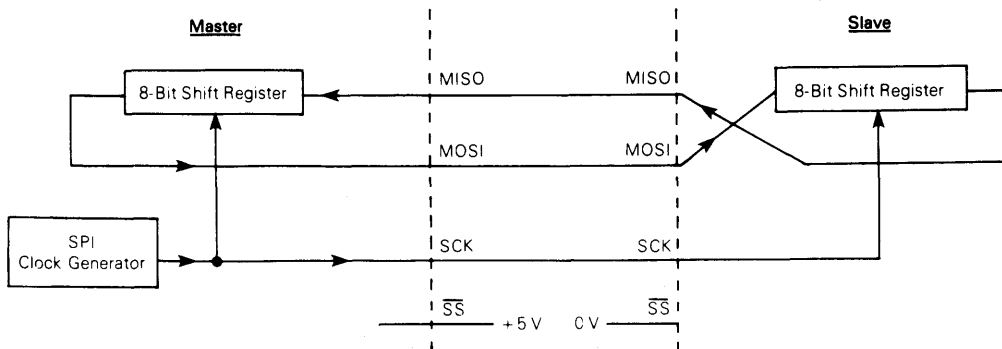 Master
Slave
8-Bit Shift Register
MISO
MISO
8-Bit Shift Register
MOSI
MOSI
SPI
Clock Generator
SCK
SCK
SS
+5 V
0 V
SS